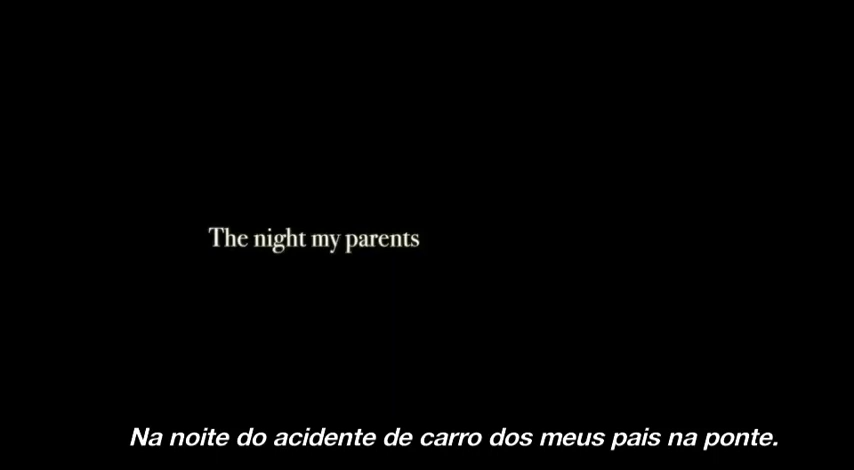 The night my parents
Na noite do acidente de carro dos meus pais na ponte.